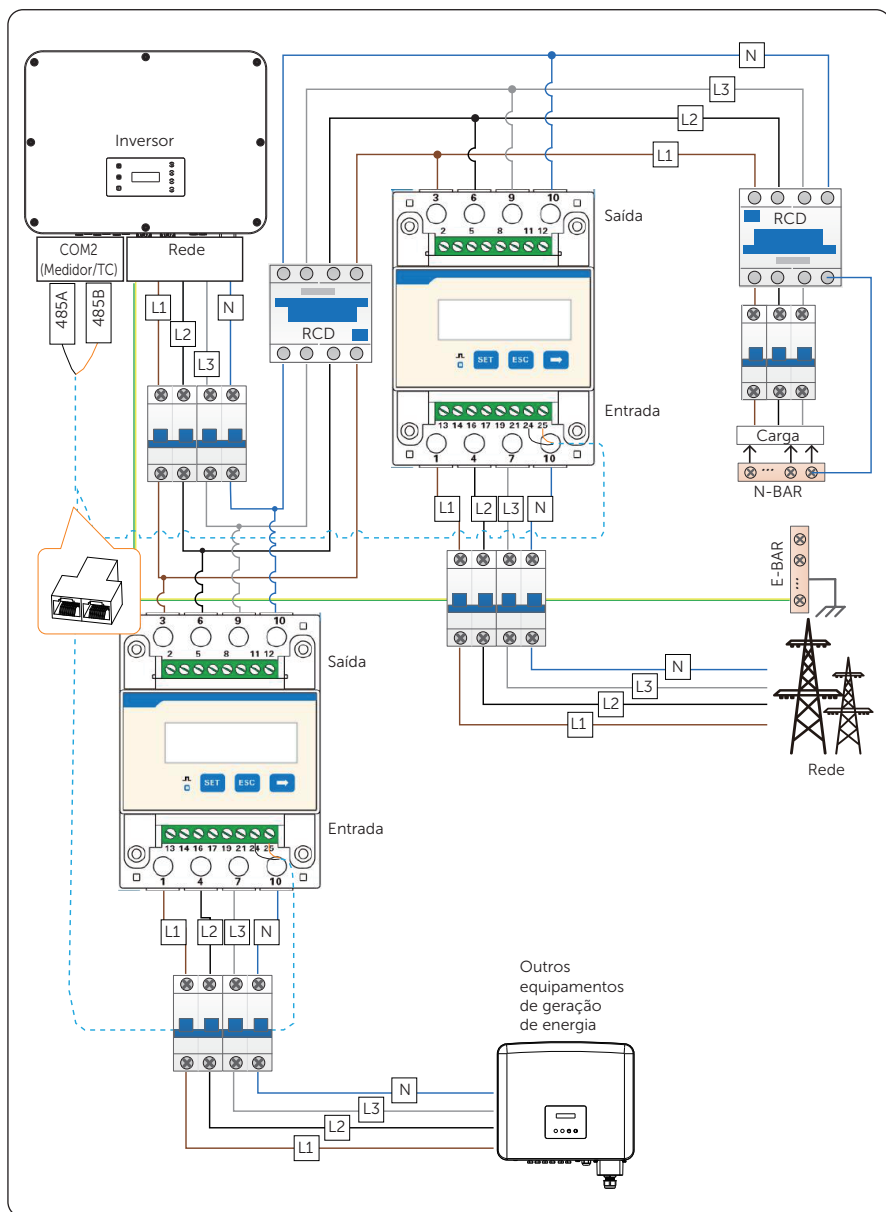 N
L3
L2
L1
Inversor
COM2
(Medidor/TC)
Rede
485A
485B
L1
L2
L3
N
RCD
3 6 9 10
2 5 8 11 12
Saída
SET ESC
Entrada
13 14 16 17 19 21 24 25
1 4 7 10
L1 L2 L3 N
RCD
Carga
N-BAR
E-BAR
N
L3
L2
L1
Rede
3 6 9 10
2 5 8 11 12
Saída
SET ESC
Entrada
13 14 16 17 19 21 24 25
1 4 7 10
L1 L2 L3 N
Outros
equipamentos
de geração
de energia
N
L3
L2
L1